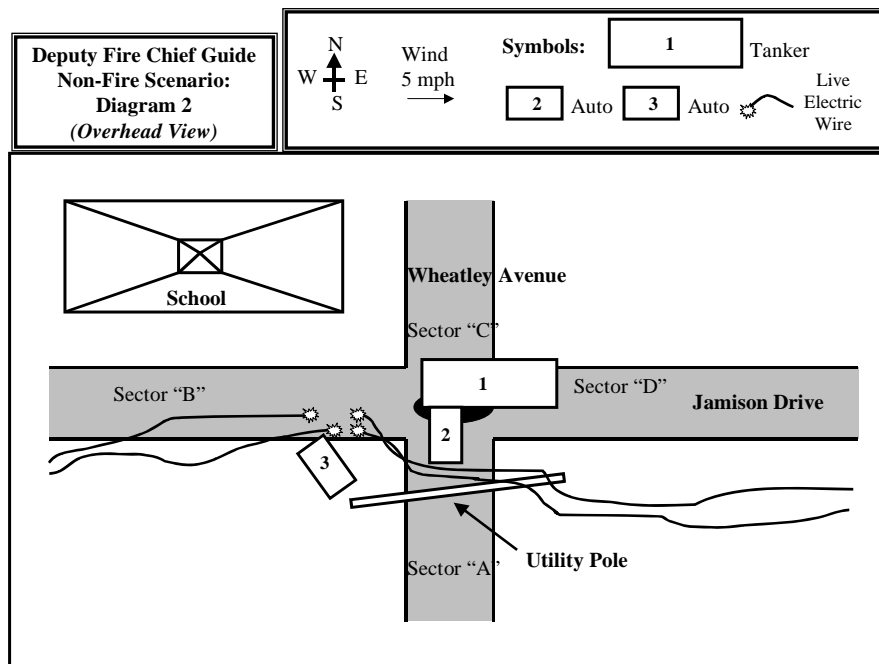 Deputy Fire Chief Guide
Non-Fire Scenario:
Diagram 2
(Overhead View)
N
W E
S
Wind
5 mph
Symbols:
1
Tanker
2
Auto
3
Auto
Live
Electric
Wire
School
Wheatley Avenue
Sector “C”
Sector “B”
1
Sector “D”
Jamison Drive
2
3
Utility Pole
Sector “A”